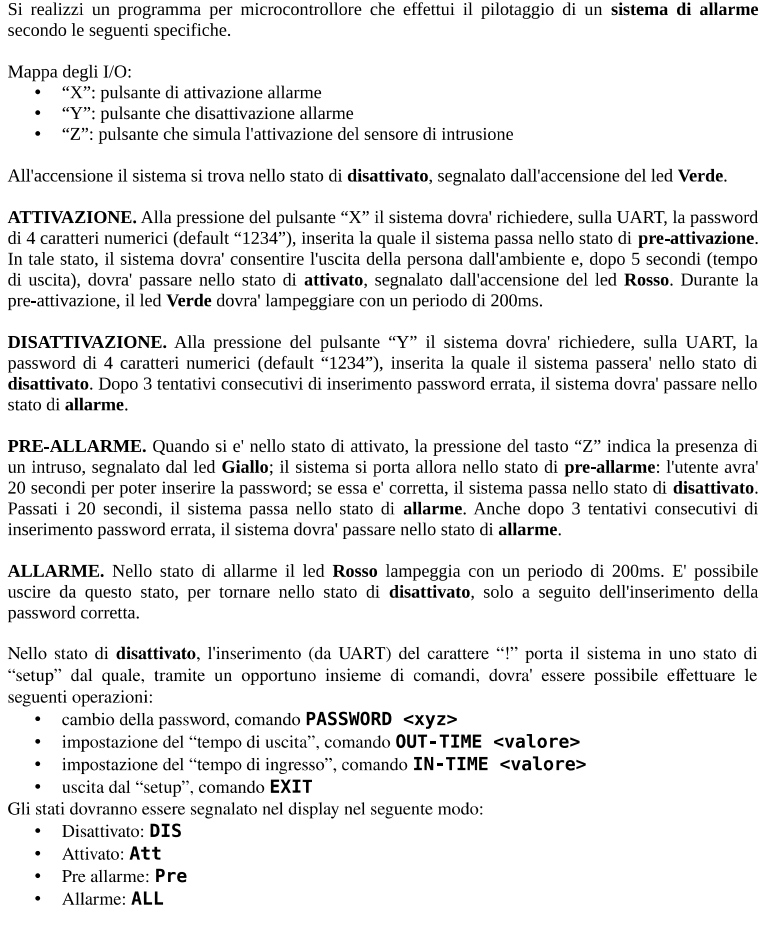 Si realizzi un programma per microcontrollore che effettui il pilotaggio di un sistema di allarme
secondo le seguenti specifiche.
Mappa degli I/O:
• “X”: pulsante di attivazione allarme
• “Y”: pulsante che disattivazione allarme
• “Z”: pulsante che simula l'attivazione del sensore di intrusione
All'accensione il sistema si trova nello stato di disattivato, segnalato dall'accensione del led Verde.
ATTIVAZIONE. Alla pressione del pulsante “X” il sistema dovra' richiedere, sulla UART, la password
di 4 caratteri numerici (default “1234”), inserita la quale il sistema passa nello stato di pre-attivazione.
In tale stato, il sistema dovra' consentire l'uscita della persona dall'ambiente e, dopo 5 secondi (tempo
di uscita), dovra' passare nello stato di attivato, segnalato dall'accensione del led Rosso. Durante la
pre-attivazione, il led Verde dovra' lampeggiare con un periodo di 200ms.
DISATTIVAZIONE. Alla pressione del pulsante “Y” il sistema dovra' richiedere, sulla UART, la
password di 4 caratteri numerici (default “1234”), inserita la quale il sistema passera' nello stato di
disattivato. Dopo 3 tentativi consecutivi di inserimento password errata, il sistema dovra' passare nello
stato di allarme.
PRE-ALLARME. Quando si e' nello stato di attivato, la pressione del tasto “Z” indica la presenza di
un intruso, segnalato dal led Giallo; il sistema si porta allora nello stato di pre-allarme: l'utente avra'
20 secondi per poter inserire la password; se essa e' corretta, il sistema passa nello stato di disattivato.
Passati i 20 secondi, il sistema passa nello stato di allarme. Anche dopo 3 tentativi consecutivi di
inserimento password errata, il sistema dovra' passare nello stato di allarme.
ALLARME. Nello stato di allarme il led Rosso lampeggia con un periodo di 200ms. E' possibile
uscire da questo stato, per tornare nello stato di disattivato, solo a seguito dell'inserimento della
password corretta.
Nello stato di disattivato, l'inserimento (da UART) del carattere “!” porta il sistema in uno stato di
“setup” dal quale, tramite un opportuno insieme di comandi, dovra' essere possibile effettuare le
seguenti operazioni:
• cambio della password, comando PASSWORD <xyz>
• impostazione del “tempo di uscita”, comando OUT-TIME <valore>
• impostazione del “tempo di ingresso”, comando IN-TIME <valore>
• uscita dal “setup”, comando EXIT
Gli stati dovranno essere segnalato nel display nel seguente modo:
• Disattivato: DIS
• Attivato: Att
• Pre allarme: Pre
• Allarme: ALL